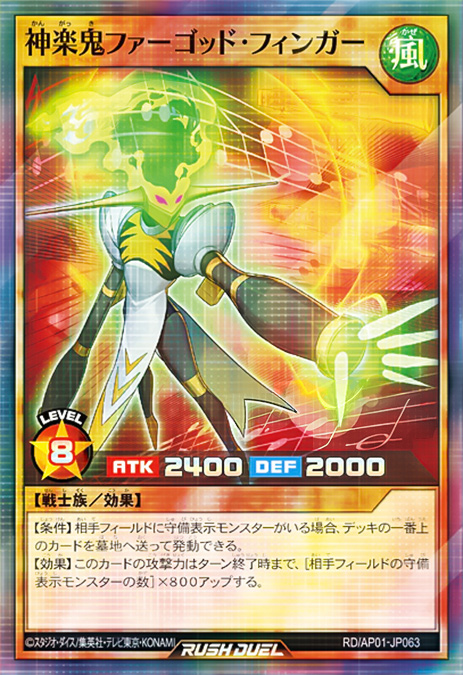 かん がっ き
神楽鬼ファーゴッド・フィンガー
かぜ
風
LEVEL
8
ATK 2400 DEF 2000
【戦士族／効果】
【条件】相手フィールドに守備表示モンスターがいる場合、デッキの一番上
のカードを墓地へ送って発動できる。
【効果】このカードの攻撃力はターン終了時まで、［相手フィールドの守備
表示モンスターの数］×800アップする。
©スタジオ・ダイス/集英社・テレビ東京・KONAMI
RUSH DUEL
RD/AP01-JP063